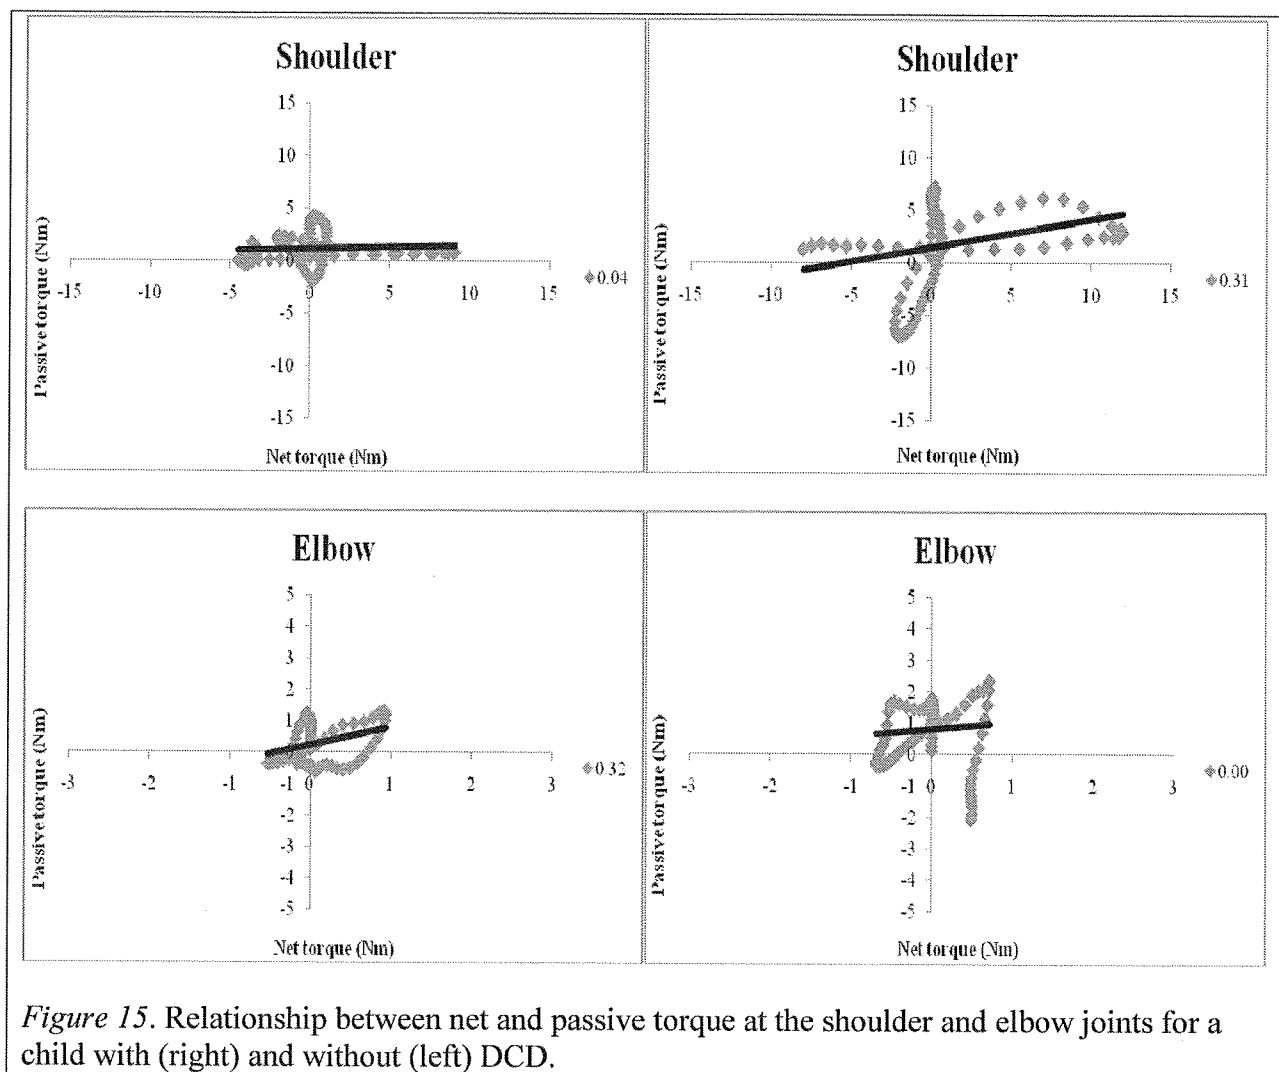 Shoulder
15
10
5
0
-5
-10
-15
-15 -10 -5 0 5 10 15
Passive torque (Nm)
Net torque (Nm)
0.04
Shoulder
15
10
5
0
-5
-10
-15
-15 -10 -5 0 5 10 15
Passive torque (Nm)
Net torque (Nm)
0.31
Elbow
5
4
3
2
1
0
-1
-2
-3
-4
-5
-3 -2 -1 0 1 2 3
Passive torque (Nm)
Net torque (Nm)
0.32
Elbow
5
4
3
2
1
0
-1
-2
-3
-4
-5
-3 -2 -1 0 1 2 3
Passive torque (Nm)
Net torque (Nm)
0.00
Figure 15. Relationship between net and passive torque at the shoulder and elbow joints for a
child with (right) and without (left) DCD.